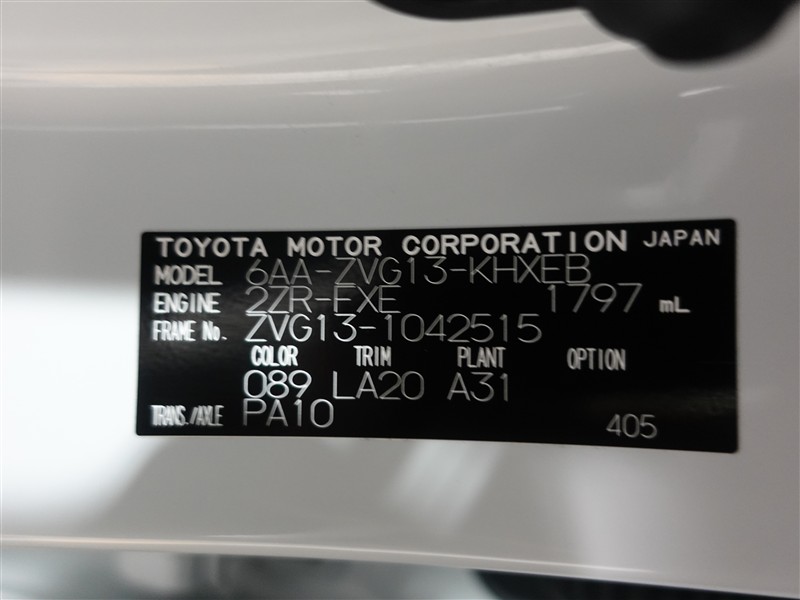 TOYOTA MOTOR CORPORATION JAPAN
MODEL 6AA-ZVG13-KHXEB
ENGINE 2ZR-FXE 1797 mL
FRAME No. ZVG13-1042515
COLOR TRIM PLANT OPTION
089 LA20 A31
TRANS./AXLE PA10 405